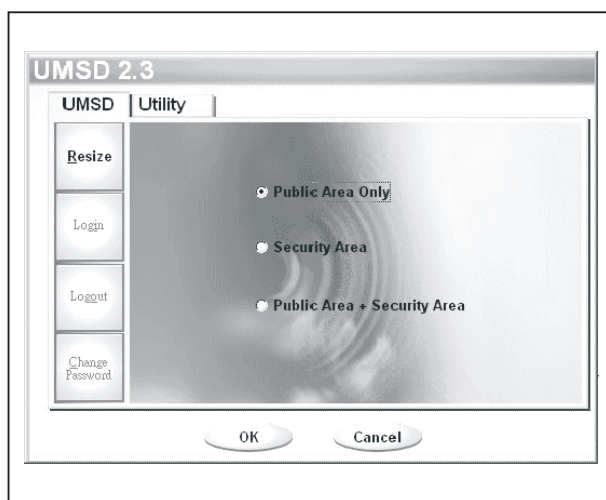 UMSD 2.3
UMSD Utility
Resize
Login
Logout
Change
Password
Public Area Only
Security Area
Public Area + Security Area
OK Cancel